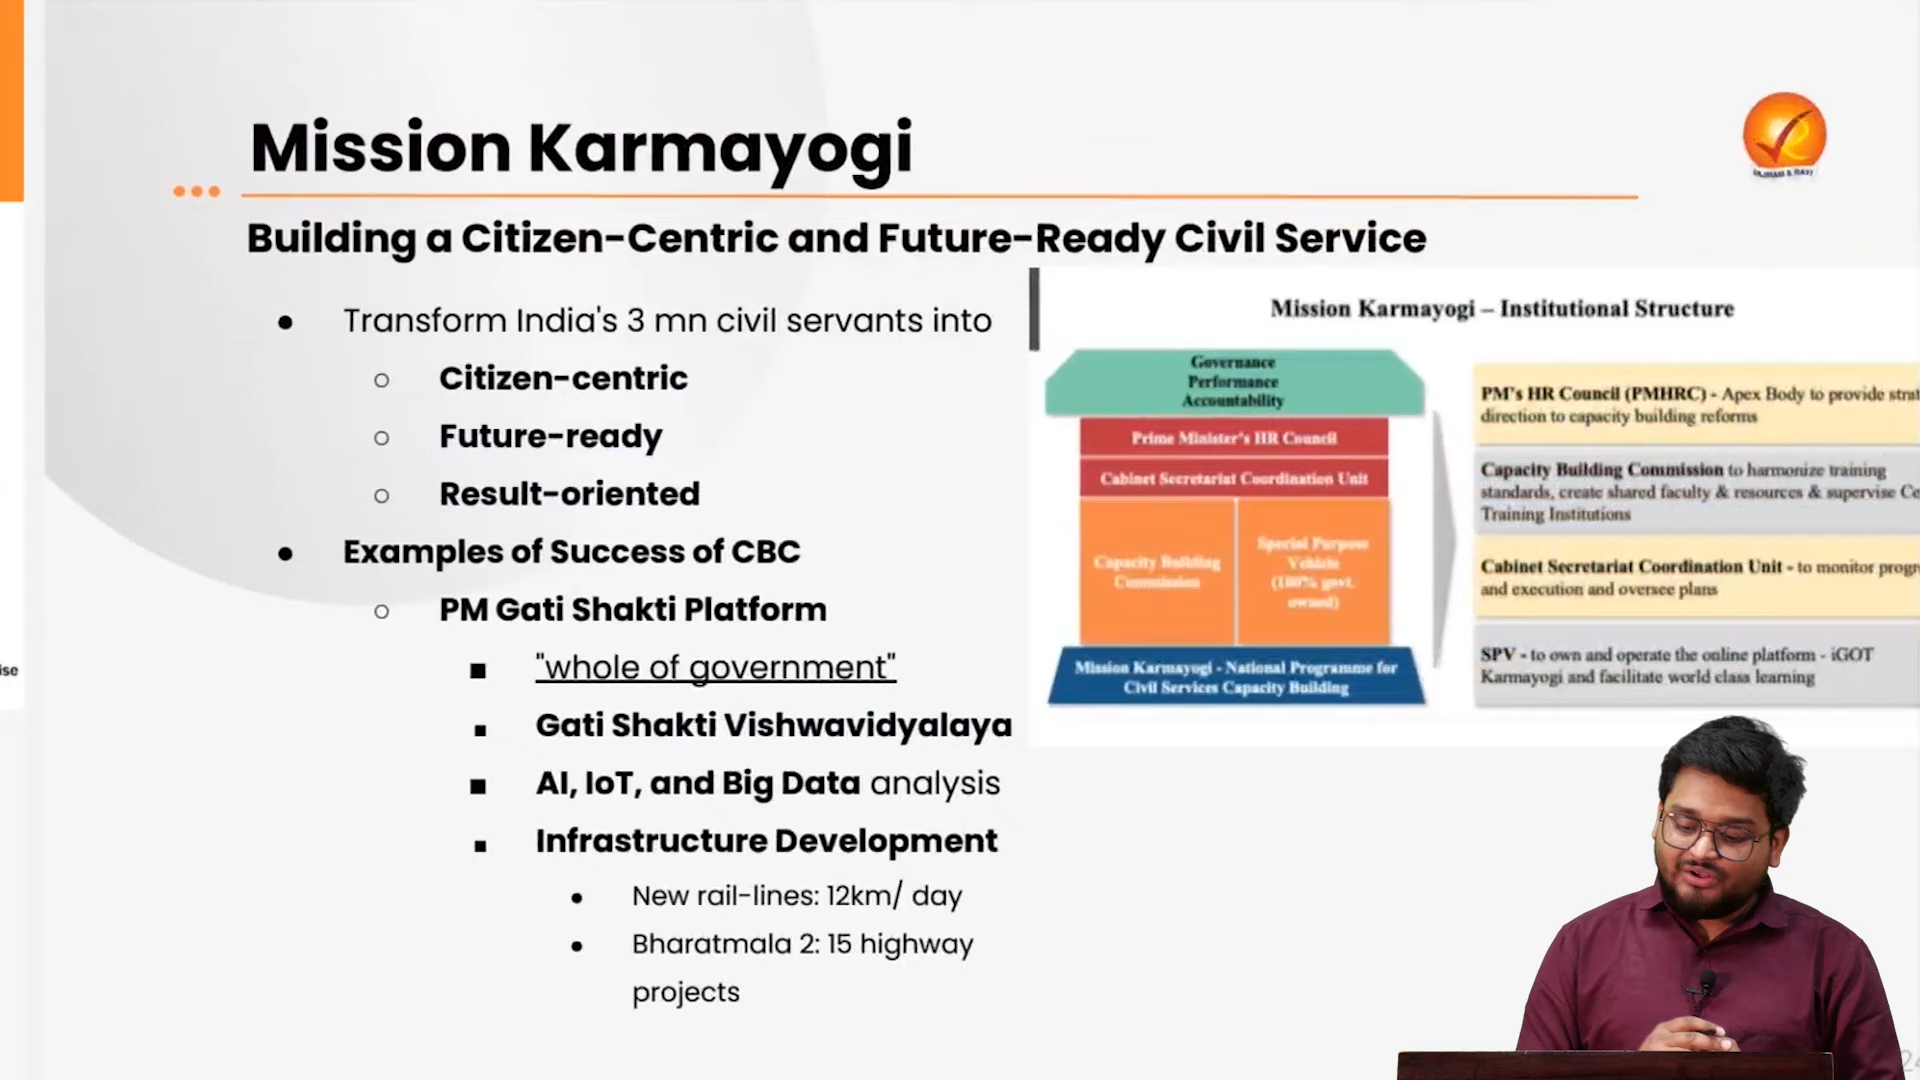 Mission Karmayogi
VAJIRAM & RAVI
Building a Citizen-Centric and Future-Ready Civil Service
Transform India's 3 mn civil servants into
Citizen-centric
Future-ready
Result-oriented
Examples of Success of CBC
PM Gati Shakti Platform
"whole of government"
Gati Shakti Vishwavidyalaya
AI, IoT, and Big Data analysis
Infrastructure Development
New rail-lines: 12km/ day
Bharatmala 2: 15 highway
projects
Mission Karmayogi – Institutional Structure
Governance
Performance
Accountability
Prime Minister's HR Council
Cabinet Secretariat Coordination Unit
Capacity Building
Commission
Special Purpose
Vehicle
(100% govt.
owned)
Mission Karmayogi - National Programme for
Civil Services Capacity Building
PM's HR Council (PMHRC) - Apex Body to provide strat
direction to capacity building reforms
Capacity Building Commission to harmonize training
standards, create shared faculty & resources & supervise Ce
Training Institutions
Cabinet Secretariat Coordination Unit - to monitor progr
and execution and oversee plans
SPV - to own and operate the online platform - iGOT
Karmayogi and facilitate world class learning
ise